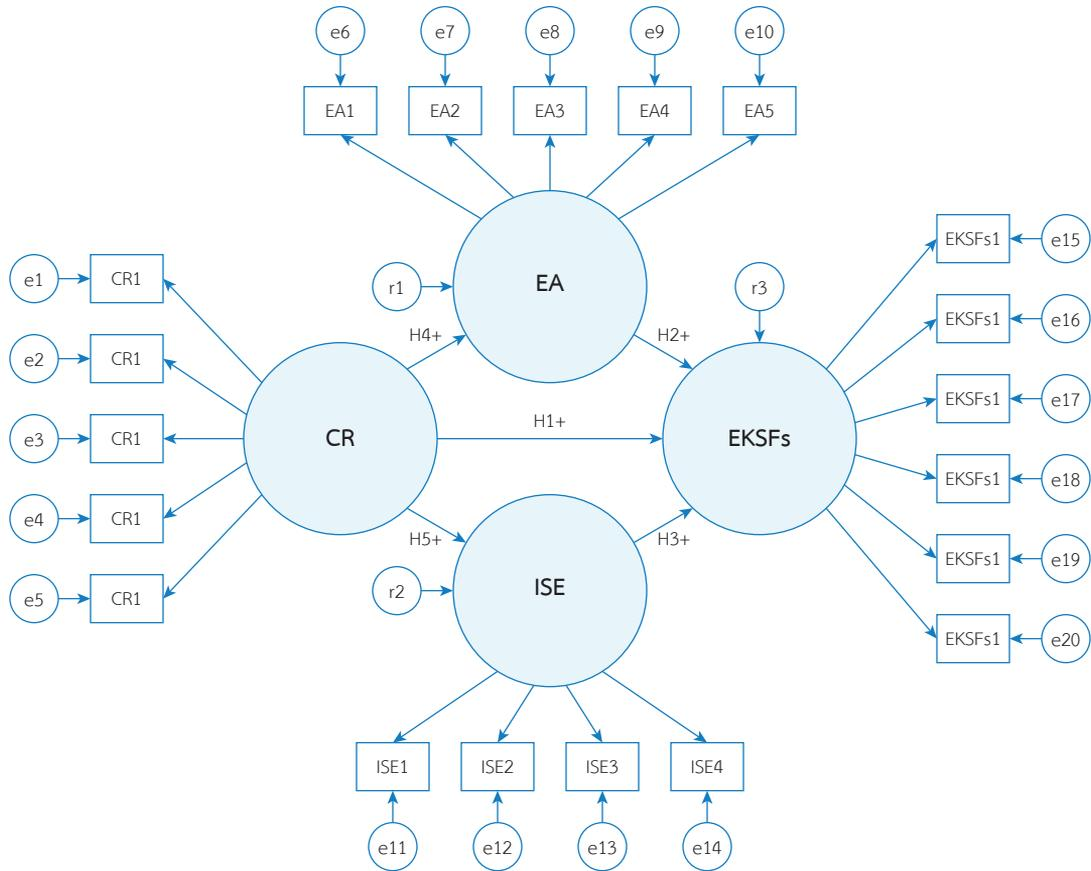 e6
e7
e8
e9
e10
EA1
EA2
EA3
EA4
EA5
EKSFs1
e15
e1
CR1
EA
r1
r3
EKSFs1
e16
H4+
H2+
e2
CR1
EKSFs1
e17
H1+
e3
CR1
CR
EKSFs
EKSFs1
e18
e4
CR1
H5+
H3+
EKSFs1
e19
ISE
r2
e5
CR1
EKSFs1
e20
ISE1
ISE2
ISE3
ISE4
e11
e12
e13
e14